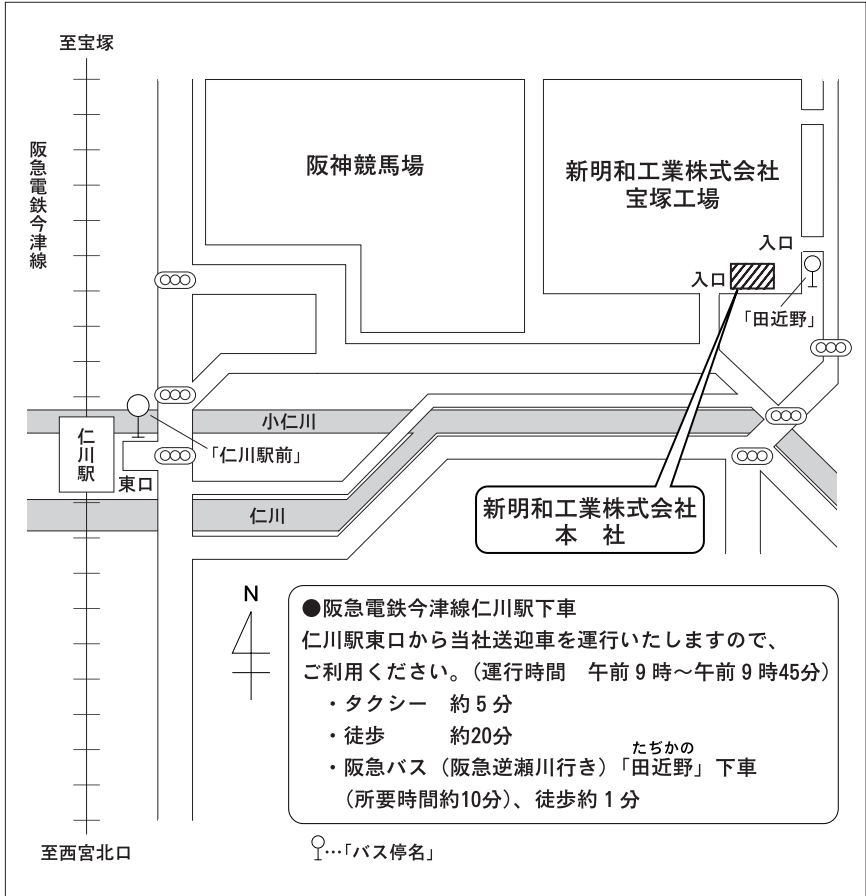 至宝塚
阪急電鉄今津線
阪神競馬場
新明和工業株式会社
宝塚工場
入口
入口
「田近野」
小仁川
仁川駅
「仁川駅前」
東口
仁川
新明和工業株式会社
本　社
N
●阪急電鉄今津線仁川駅下車
仁川駅東口から当社送迎車を運行いたしますので、
ご利用ください。（運行時間　午前9時～午前9時45分）
・タクシー　約5分
・徒歩　　　約20分
たぢかの
・阪急バス（阪急逆瀬川行き）「田近野」下車
（所要時間約10分）、徒歩約1分
至西宮北口
…「バス停名」